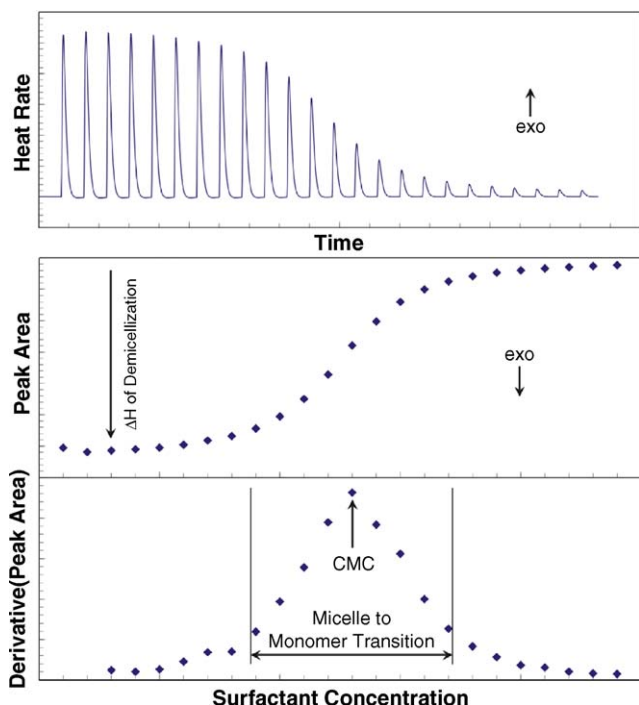 Heat Rate
exo
Time
Peak Area
ΔH of Demicellization
exo
Derivative(Peak Area)
CMC
Micelle to
Monomer Transition
Surfactant Concentration